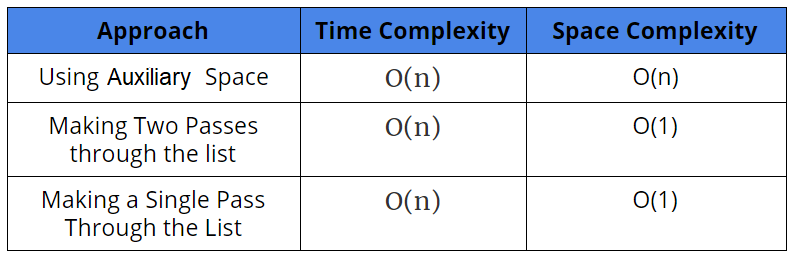 Approach Time Complexity Space Complexity
Using Auxiliary Space O(n) O(n)
Making Two Passes O(n) O(1)
through the list
Making a Single Pass O(n) O(1)
Through the List